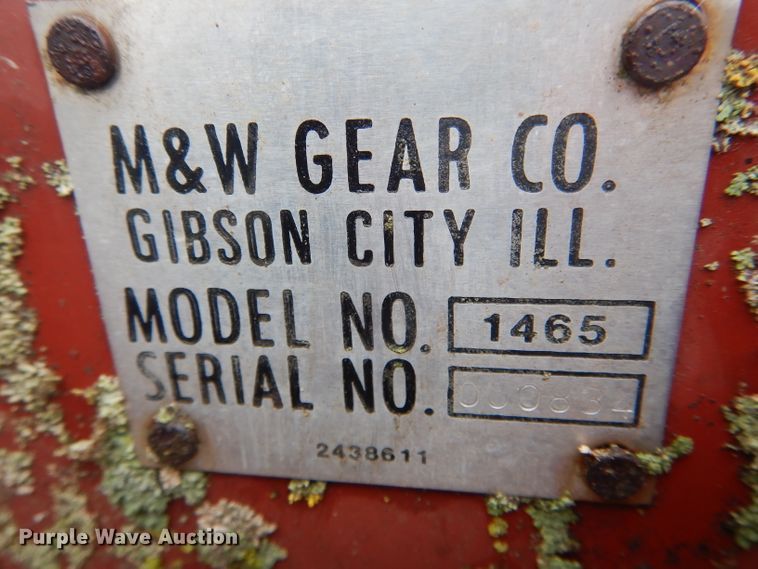 M&W GEAR CO.
GIBSON CITY ILL.
MODEL NO. 1465
SERIAL NO.
2438611
Purple Wave Auction